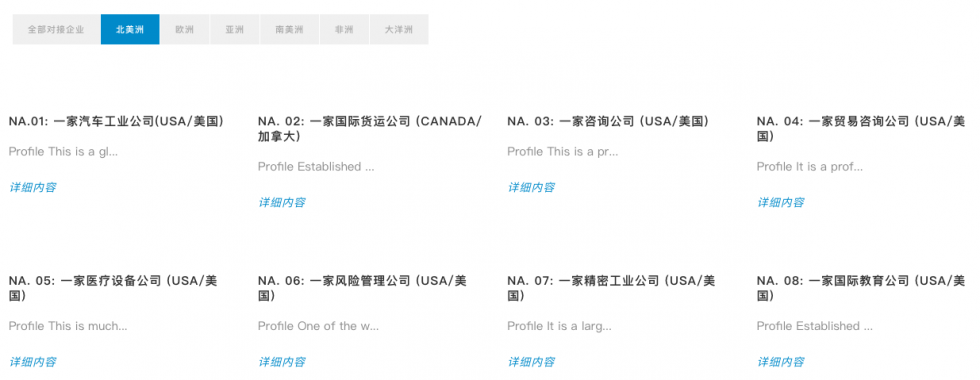 全部对接企业 北美洲 欧洲 亚洲 南美洲 非洲 大洋洲
NA.01: 一家汽车工业公司(USA/美国)
Profile This is a gl...
详细内容
NA. 02: 一家国际货运公司 (CANADA/
加拿大)
Profile Established ...
详细内容
NA. 03: 一家咨询公司 (USA/美国)
Profile This is a pr...
详细内容
NA. 04: 一家贸易咨询公司 (USA/美
国)
Profile It is a prof...
详细内容
NA. 05: 一家医疗设备公司 (USA/美
国)
Profile This is much...
详细内容
NA. 06: 一家风险管理公司 (USA/美
国)
Profile One of the w...
详细内容
NA. 07: 一家精密工业公司 (USA/美
国)
Profile It is a larg...
详细内容
NA. 08: 一家国际教育公司 (USA/美
国)
Profile Established ...
详细内容